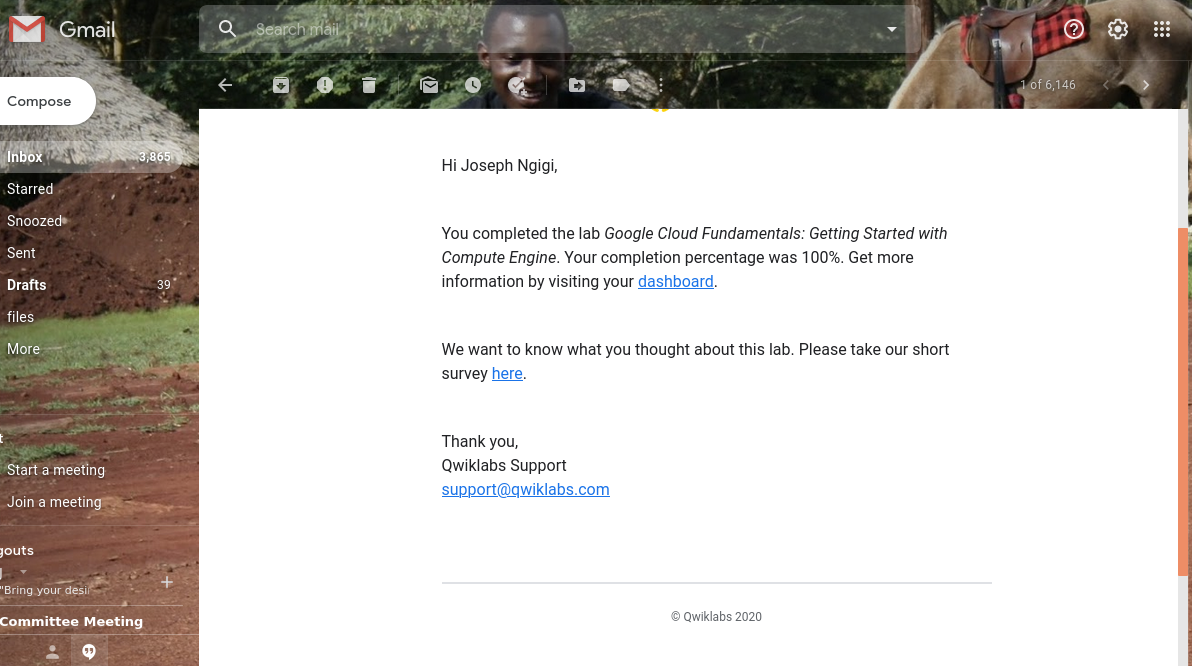 Gmail
Search mail
1 of 6,146
Compose
Inbox 3,865
Starred
Snoozed
Sent
Drafts 39
files
More
Start a meeting
Join a meeting
gouts
"Bring your desi
Committee Meeting
Hi Joseph Ngigi,
You completed the lab Google Cloud Fundamentals: Getting Started with
Compute Engine. Your completion percentage was 100%. Get more
information by visiting your dashboard.
We want to know what you thought about this lab. Please take our short
survey here.
Thank you,
Qwiklabs Support
support@qwiklabs.com
© Qwiklabs 2020